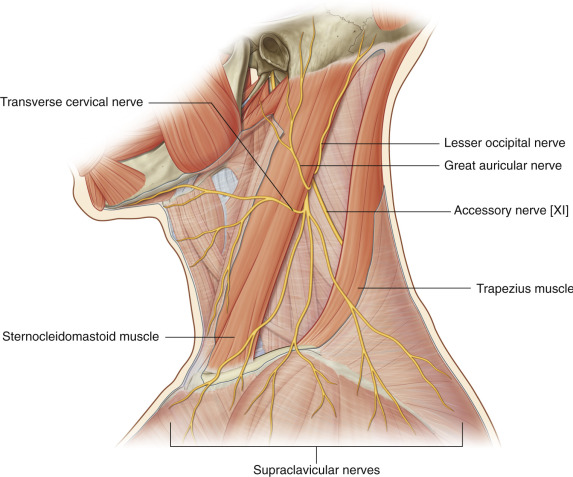 Transverse cervical nerve
Lesser occipital nerve
Great auricular nerve
Accessory nerve [XI]
Trapezius muscle
Sternocleidomastoid muscle
Supraclavicular nerves